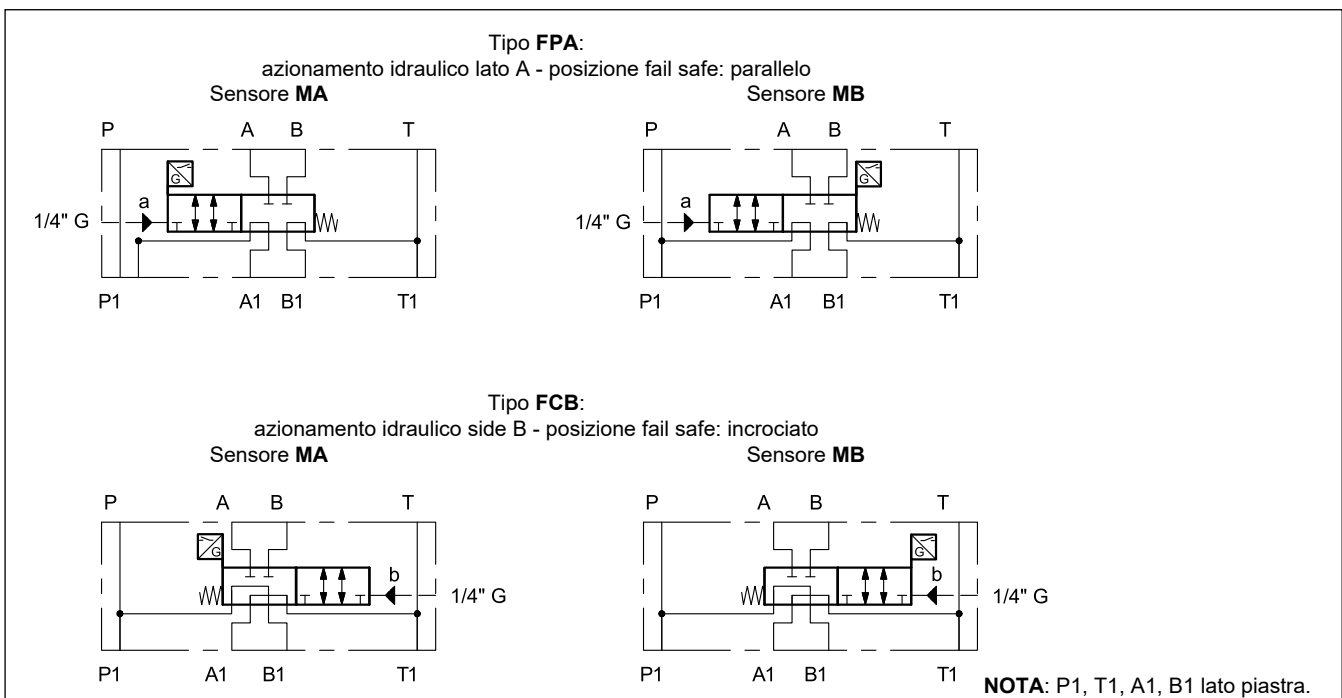 Tipo FPA:
azionamento idraulico lato A - posizione fail safe: parallelo
Sensore MA
Sensore MB
P A B T
G
a
1/4" G
P1 A1 B1 T1
P A B T
G
a
1/4" G
P1 A1 B1 T1
Tipo FCB:
azionamento idraulico side B - posizione fail safe: incrociato
Sensore MA
Sensore MB
P A B T
G
b
1/4" G
P1 A1 B1 T1
P A B T
G
b
1/4" G
P1 A1 B1 T1
NOTA: P1, T1, A1, B1 lato piastra.